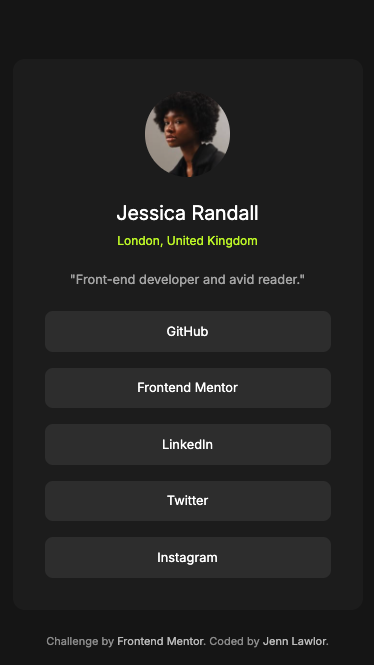 Jessica Randall
London, United Kingdom
"Front-end developer and avid reader."
GitHub
Frontend Mentor
LinkedIn
Twitter
Instagram
Challenge by Frontend Mentor. Coded by Jenn Lawlor.